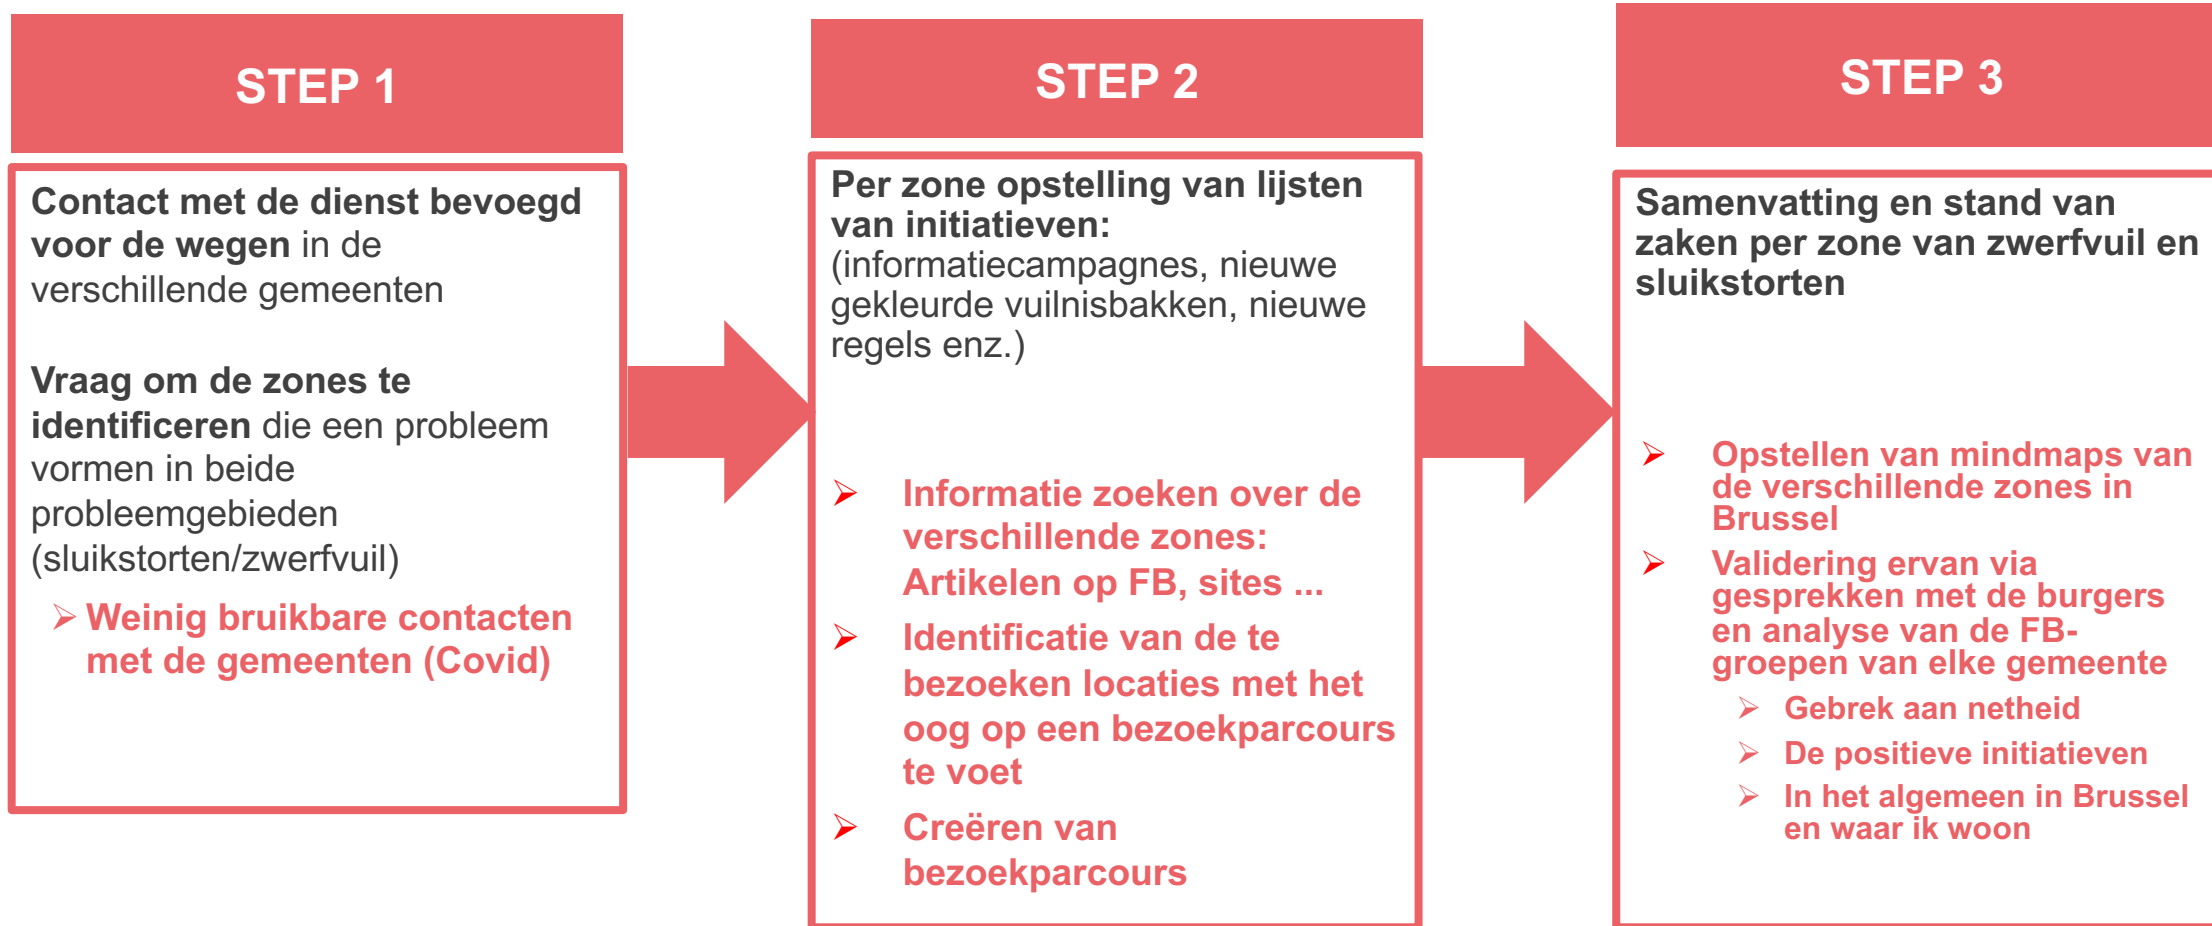 STEP 1
Contact met de dienst bevoegd
voor de wegen in de
verschillende gemeenten
Vraag om de zones te
identificeren die een probleem
vormen in beide
probleemgebieden
(sluikstorten/zwerfvuil)
➢ Weinig bruikbare contacten
met de gemeenten (Covid)
STEP 2
Per zone opstelling van lijsten
van initiatieven:
(informatiecampagnes, nieuwe
gekleurde vuilnisbakken, nieuwe
regels enz.)
➢ Informatie zoeken over de
verschillende zones:
Artikelen op FB, sites ...
➢ Identificatie van de te
bezoeken locaties met het
oog op een bezoekparcours
te voet
➢ Creëren van
bezoekparcours
STEP 3
Samenvatting en stand van
zaken per zone van zwerfvuil en
sluikstorten
➢ Opstellen van mindmaps van
de verschillende zones in
Brussel
➢ Validering ervan via
gesprekken met de burgers
en analyse van de FB-
groepen van elke gemeente
➢ Gebrek aan netheid
➢ De positieve initiatieven
➢ In het algemeen in Brussel
en waar ik woon